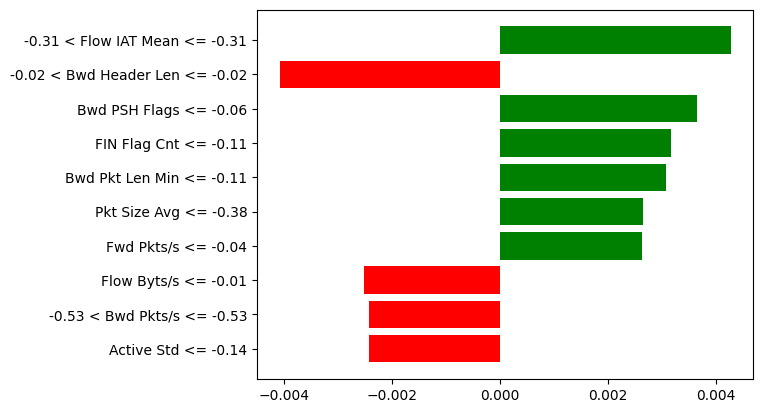 -0.31 < Flow IAT Mean <= -0.31
-0.02 < Bwd Header Len <= -0.02
Bwd PSH Flags <= -0.06
FIN Flag Cnt <= -0.11
Bwd Pkt Len Min <= -0.11
Pkt Size Avg <= -0.38
Fwd Pkts/s <= -0.04
Flow Byts/s <= -0.01
-0.53 < Bwd Pkts/s <= -0.53
Active Std <= -0.14
−0.004 −0.002 0.000 0.002 0.004